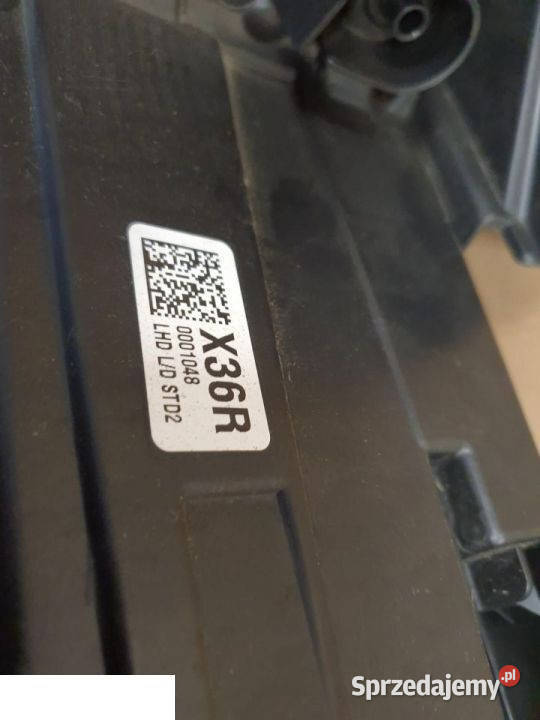 X36R
0001048
LHD L/D STD2
Sprzedajemy.pl